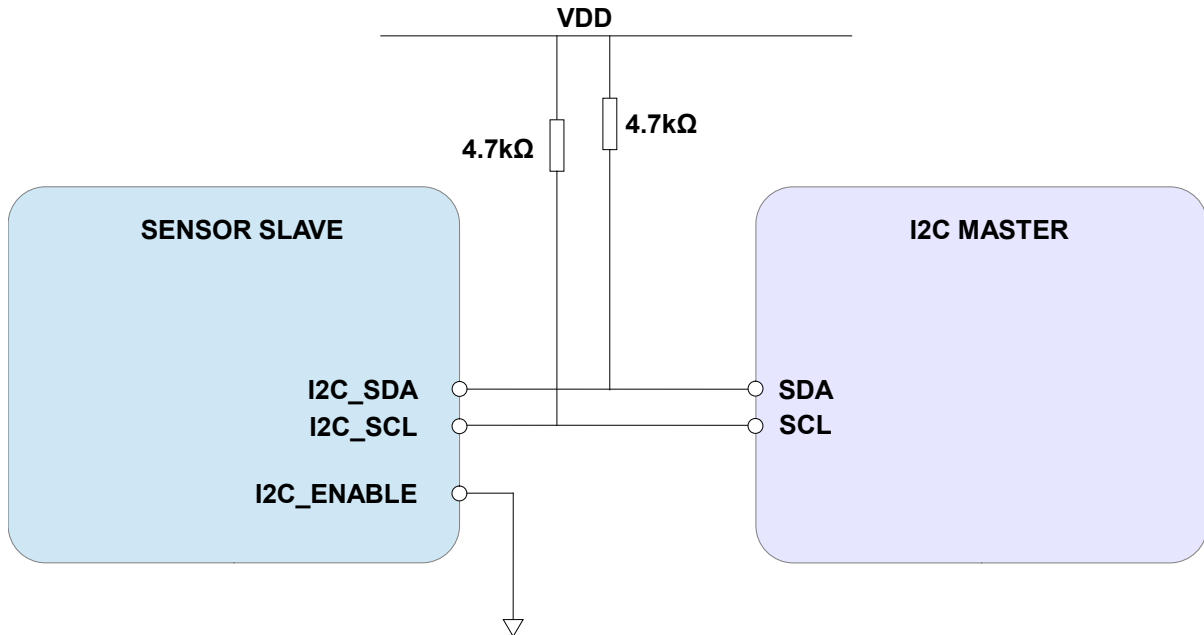 VDD
4.7kΩ
4.7kΩ
SENSOR SLAVE
I2C MASTER
I2C_SDA
SDA
I2C_SCL
SCL
I2C_ENABLE